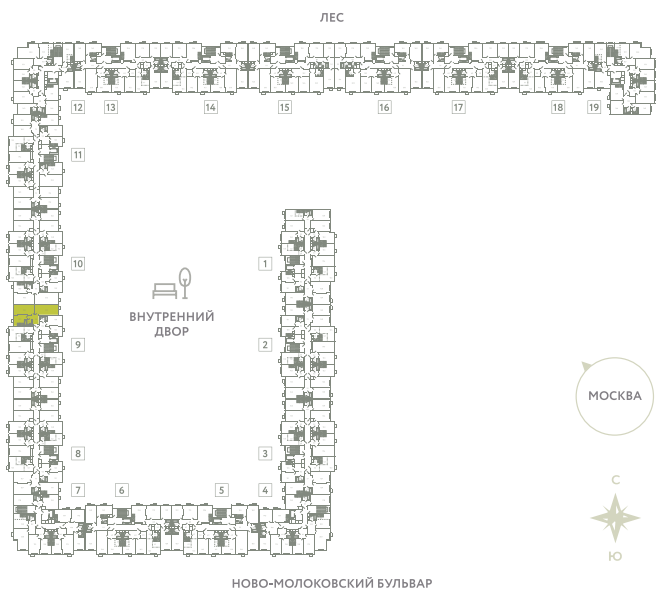 ЛЕС
12 13 14 15 16 17 18 19
11
10 1
ВНУТРЕННИЙ
ДВОР
9 2
МОСКВА
8 3
7 6 5 4
С
Ю
НОВО-МОЛОКОВСКИЙ БУЛЬВАР